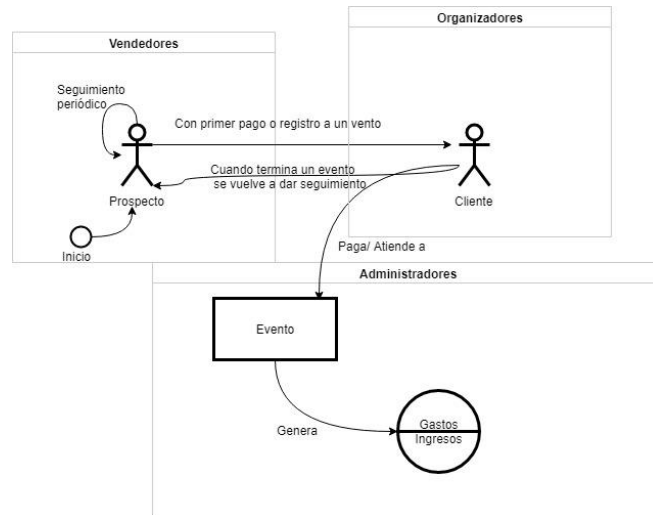 Organizadores
Vendedores
Seguimiento
periódico
Con primer pago o registro a un vento
Cuando termina un evento
se vuelve a dar seguimiento
Prospecto
Cliente
Inicio
Paga/ Atiende a
Administradores
Evento
Genera
Gastos
Ingresos